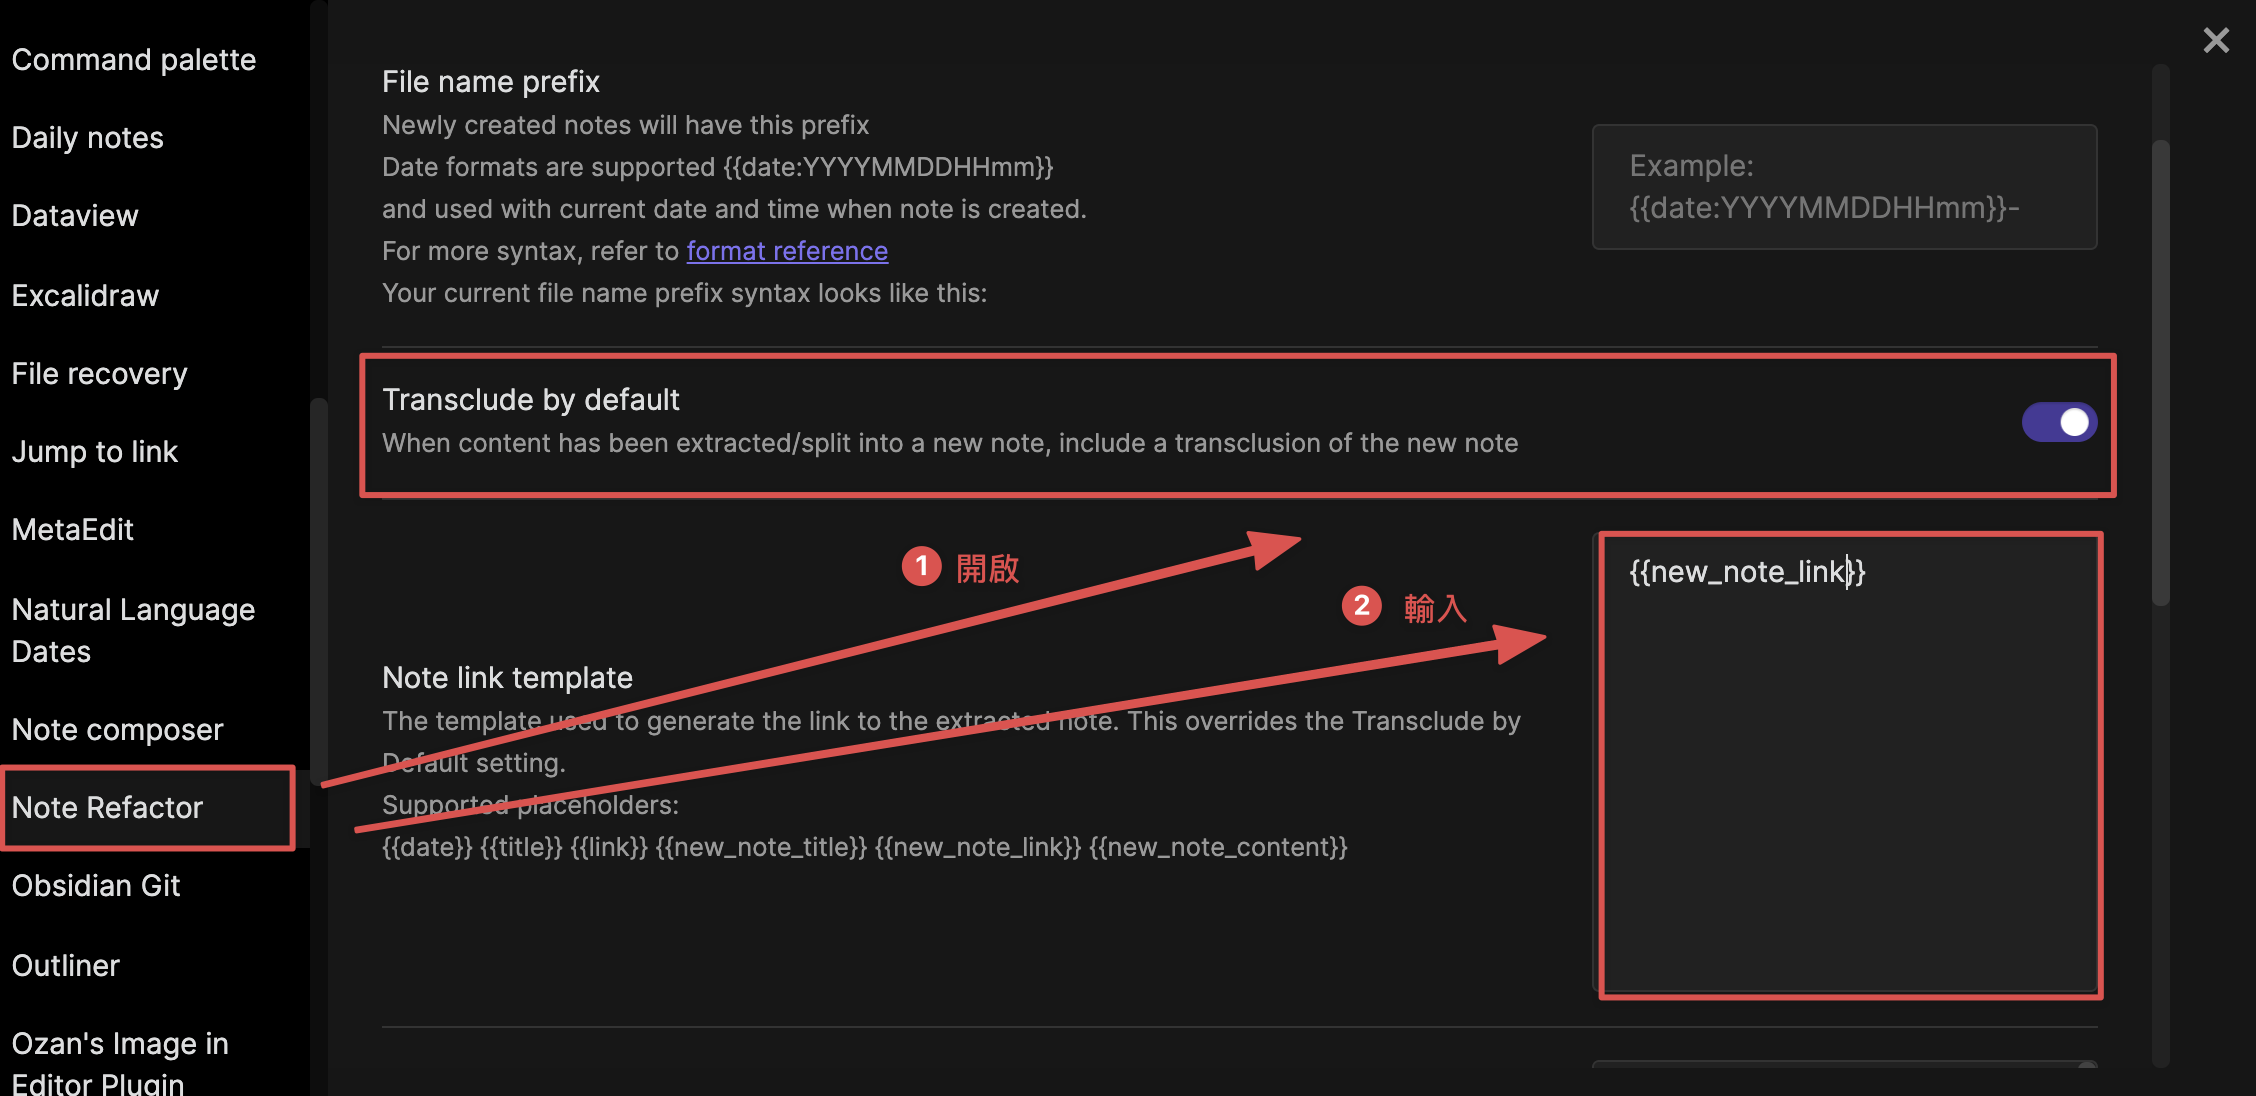 Command palette
Daily notes
Dataview
Excalidraw
File recovery
Jump to link
MetaEdit
Natural Language
Dates
Note composer
Note Refactor
Obsidian Git
Outliner
Ozan's Image in
Editor Plugin
File name prefix
Newly created notes will have this prefix
Date formats are supported {{date:YYYYMMDDHHmm}}
and used with current date and time when note is created.
For more syntax, refer to format reference
Your current file name prefix syntax looks like this:
Example:
{{date:YYYYMMDDHHmm}}-
Transclude by default
When content has been extracted/split into a new note, include a transclusion of the new note
1 開啟
2 輸入
{{new_note_link}}
Note link template
The template used to generate the link to the extracted note. This overrides the Transclude by
Default setting.
Supported placeholders:
{{date}} {{title}} {{link}} {{new_note_title}} {{new_note_link}} {{new_note_content}}